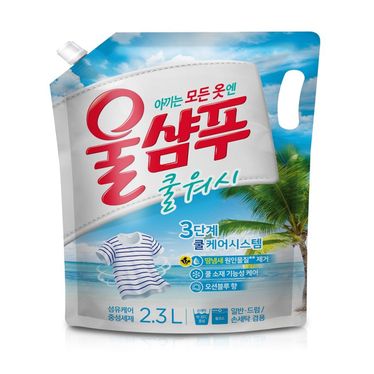 아끼는 모든 옷엔
울샴푸
쿨워시
3단계
쿨케어시스템
땀냄새 원인물질** 제거
쿨 소재 기능성 케어
오션블루 향
섬유케어
중성세제
2.3L
일반·드럼/
손세탁 겸용